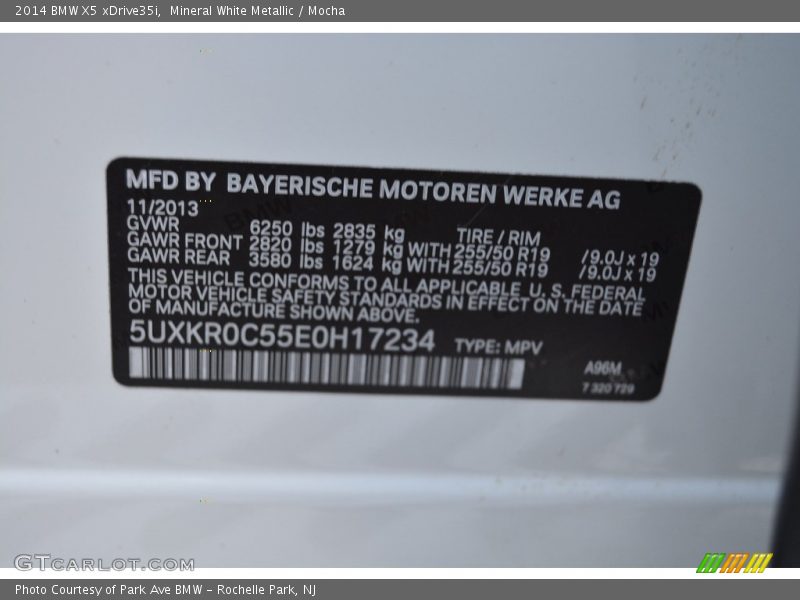 2014 BMW X5 xDrive35i, Mineral White Metallic / Mocha
MFD BY BAYERISCHE MOTOREN WERKE AG
11/2013
GVWR 6250 lbs 2835 kg TIRE / RIM
GAWR FRONT 2820 lbs 1279 kg WITH 255/50 R19 /9.0J x 19
GAWR REAR 3580 lbs 1624 kg WITH 255/50 R19 /9.0J x 19
THIS VEHICLE CONFORMS TO ALL APPLICABLE U.S. FEDERAL
MOTOR VEHICLE SAFETY STANDARDS IN EFFECT ON THE DATE
OF MANUFACTURE SHOWN ABOVE.
5UXKR0C55E0H17234 TYPE: MPV
A96M
7 320 729
GTCARLOT.COM
Photo Courtesy of Park Ave BMW - Rochelle Park, NJ